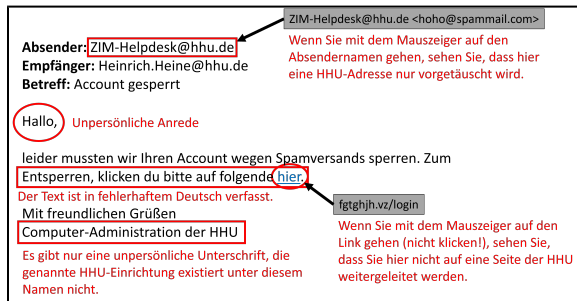 ZIM-Helpdesk@hhu.de <hoho@spammail.com>
Absender: ZIM-Helpdesk@hhu.de
Empfänger: Heinrich.Heine@hhu.de
Betreff: Account gesperrt
Wenn Sie mit dem Mauszeiger auf den
Absendernamen gehen, sehen Sie, dass hier
eine HHU-Adresse nur vorgetäuscht wird.
Hallo, Unpersönliche Anrede
leider mussten wir Ihren Account wegen Spamversands sperren. Zum
Entsperren, klicken du bitte auf folgende hier.
Der Text ist in fehlerhaftem Deutsch verfasst.
fgtghjh.vz/login
Mit freundlichen Grüßen
Computer-Administration der HHU
Es gibt nur eine unpersönliche Unterschrift, die
genannte HHU-Einrichtung existiert unter diesem
Namen nicht.
Wenn Sie mit dem Mauszeiger auf den
Link gehen (nicht klicken!), sehen Sie,
dass Sie hier nicht auf eine Seite der HHU
weitergeleitet werden.